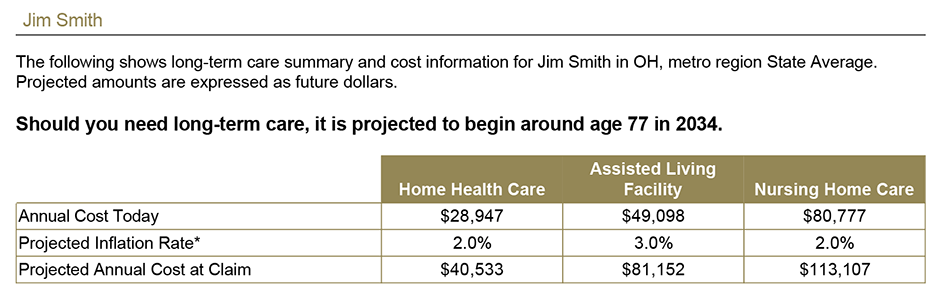 Jim Smith
The following shows long-term care summary and cost information for Jim Smith in OH, metro region State Average.
Projected amounts are expressed as future dollars.
Should you need long-term care, it is projected to begin around age 77 in 2034.
Home Health Care Assisted Living Facility Nursing Home Care
Annual Cost Today $28,947 $49,098 $80,777
Projected Inflation Rate* 2.0% 3.0% 2.0%
Projected Annual Cost at Claim $40,533 $81,152 $113,107